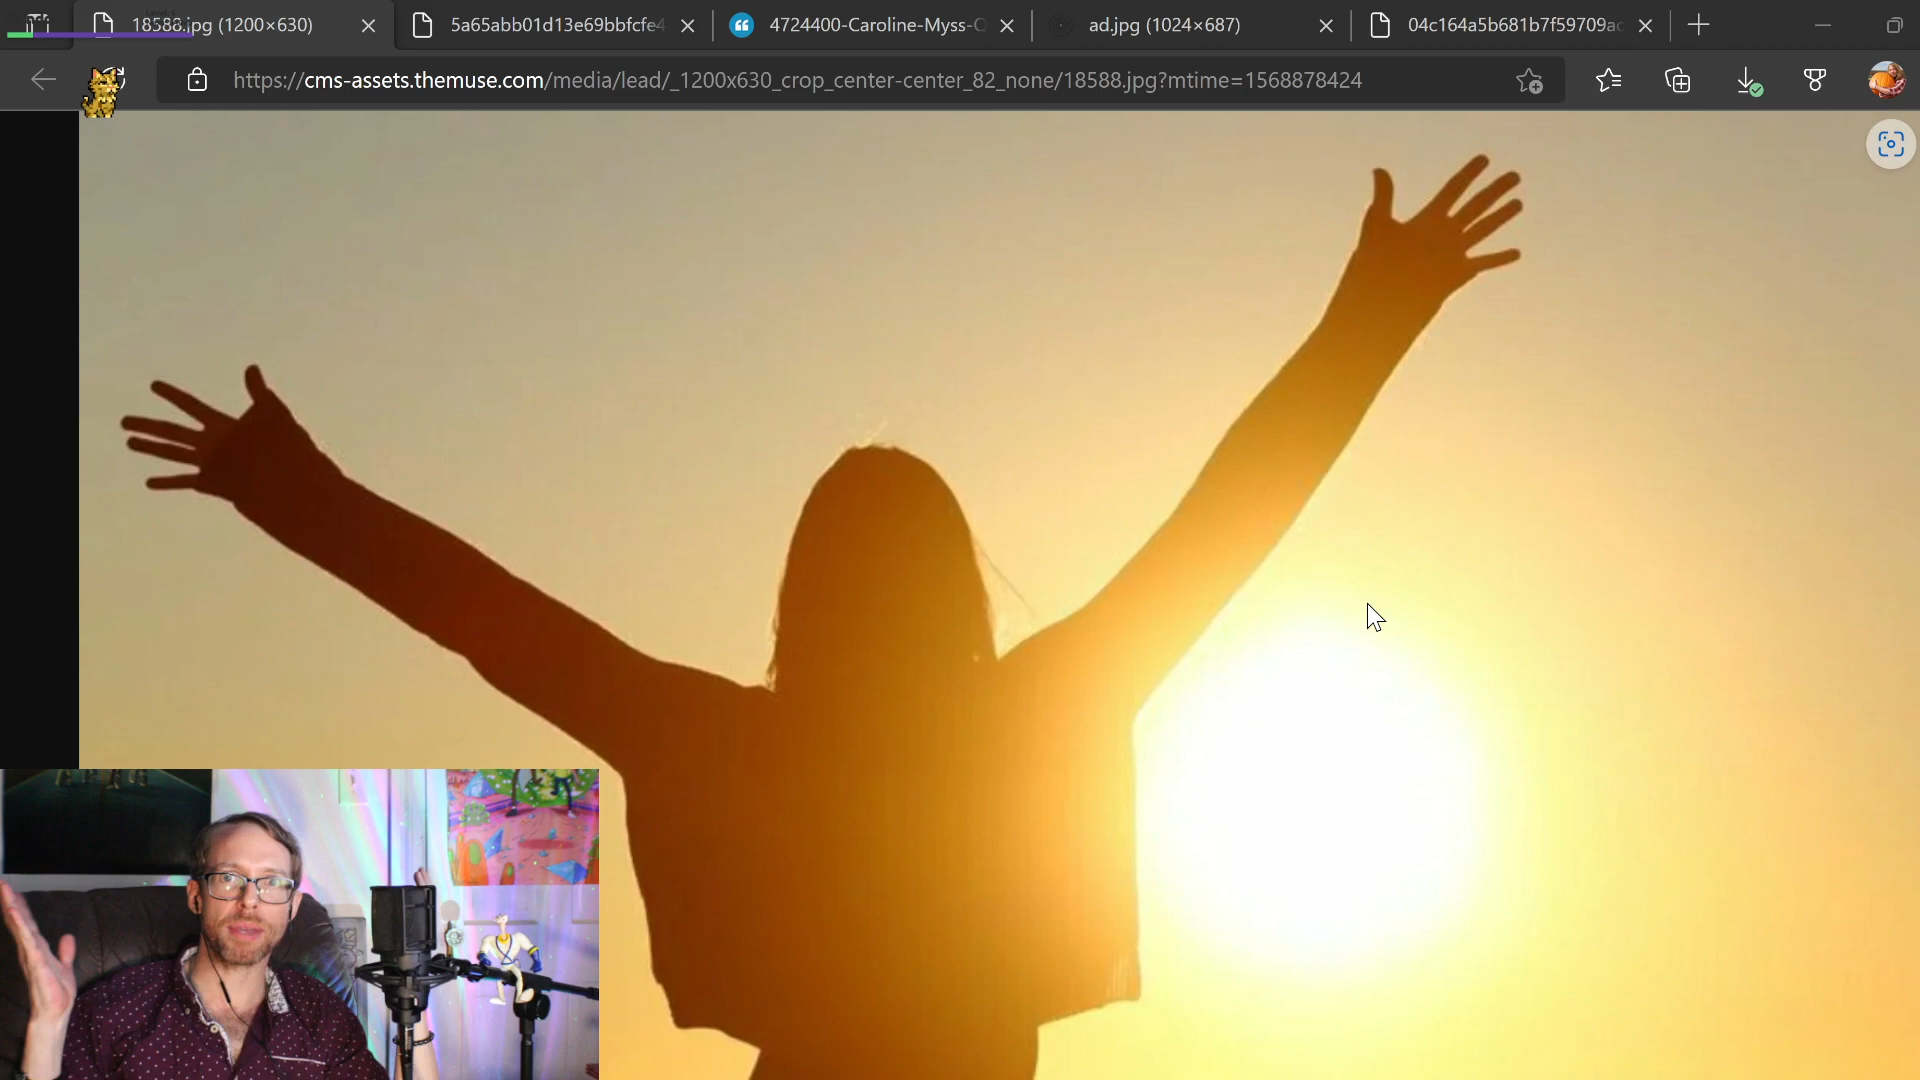 18588.jpg (1200×630)
5a65abb01d13e69bbfcfe4
4724400-Caroline-Myss-Q
ad.jpg (1024×687)
04c164a5b681b7f59709ac
https://cms-assets.themuse.com/media/lead/_1200x630_crop_center-center_82_none/18588.jpg?mtime=1568878424